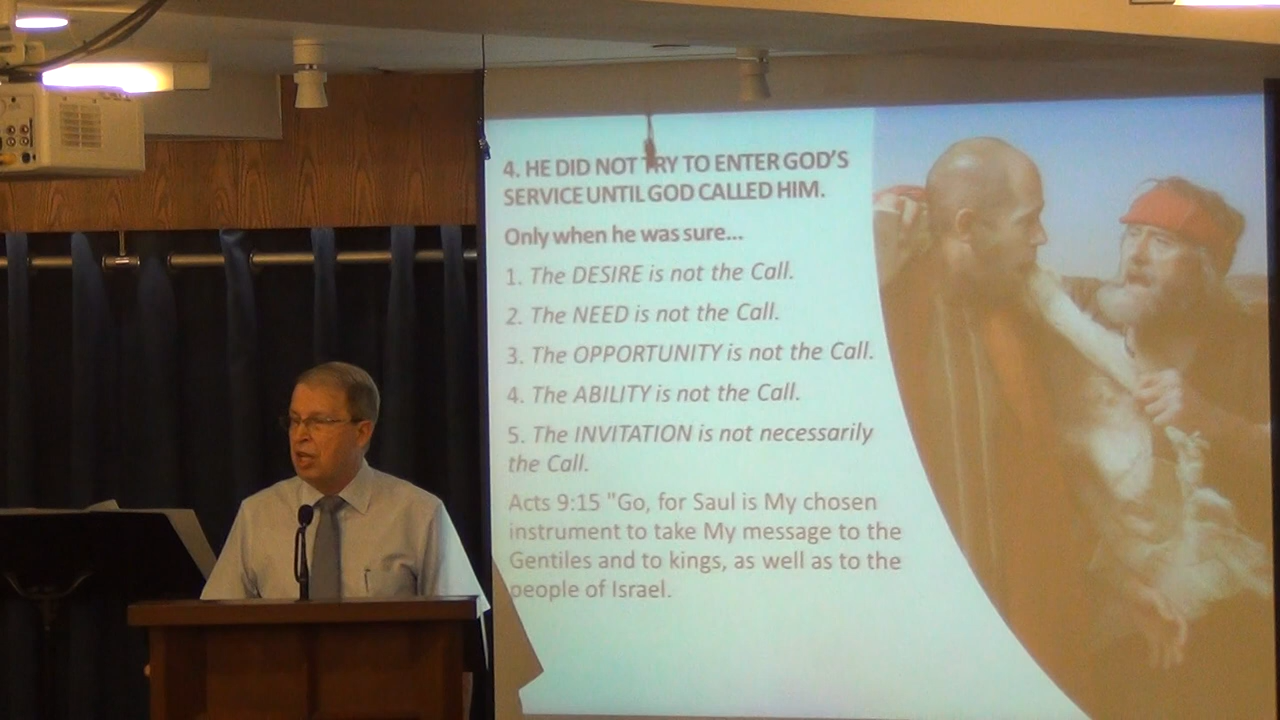 4. HE DID NOT TRY TO ENTER GOD'S
SERVICE UNTIL GOD CALLED HIM.
Only when he was sure...
1. The DESIRE is not the Call.
2. The NEED is not the Call.
3. The OPPORTUNITY is not the Call.
4. The ABILITY is not the Call.
5. The INVITATION is not necessarily
the Call.
Acts 9:15 "Go, for Saul is My chosen
instrument to take My message to the
Gentiles and to kings, as well as to the
people of Israel.